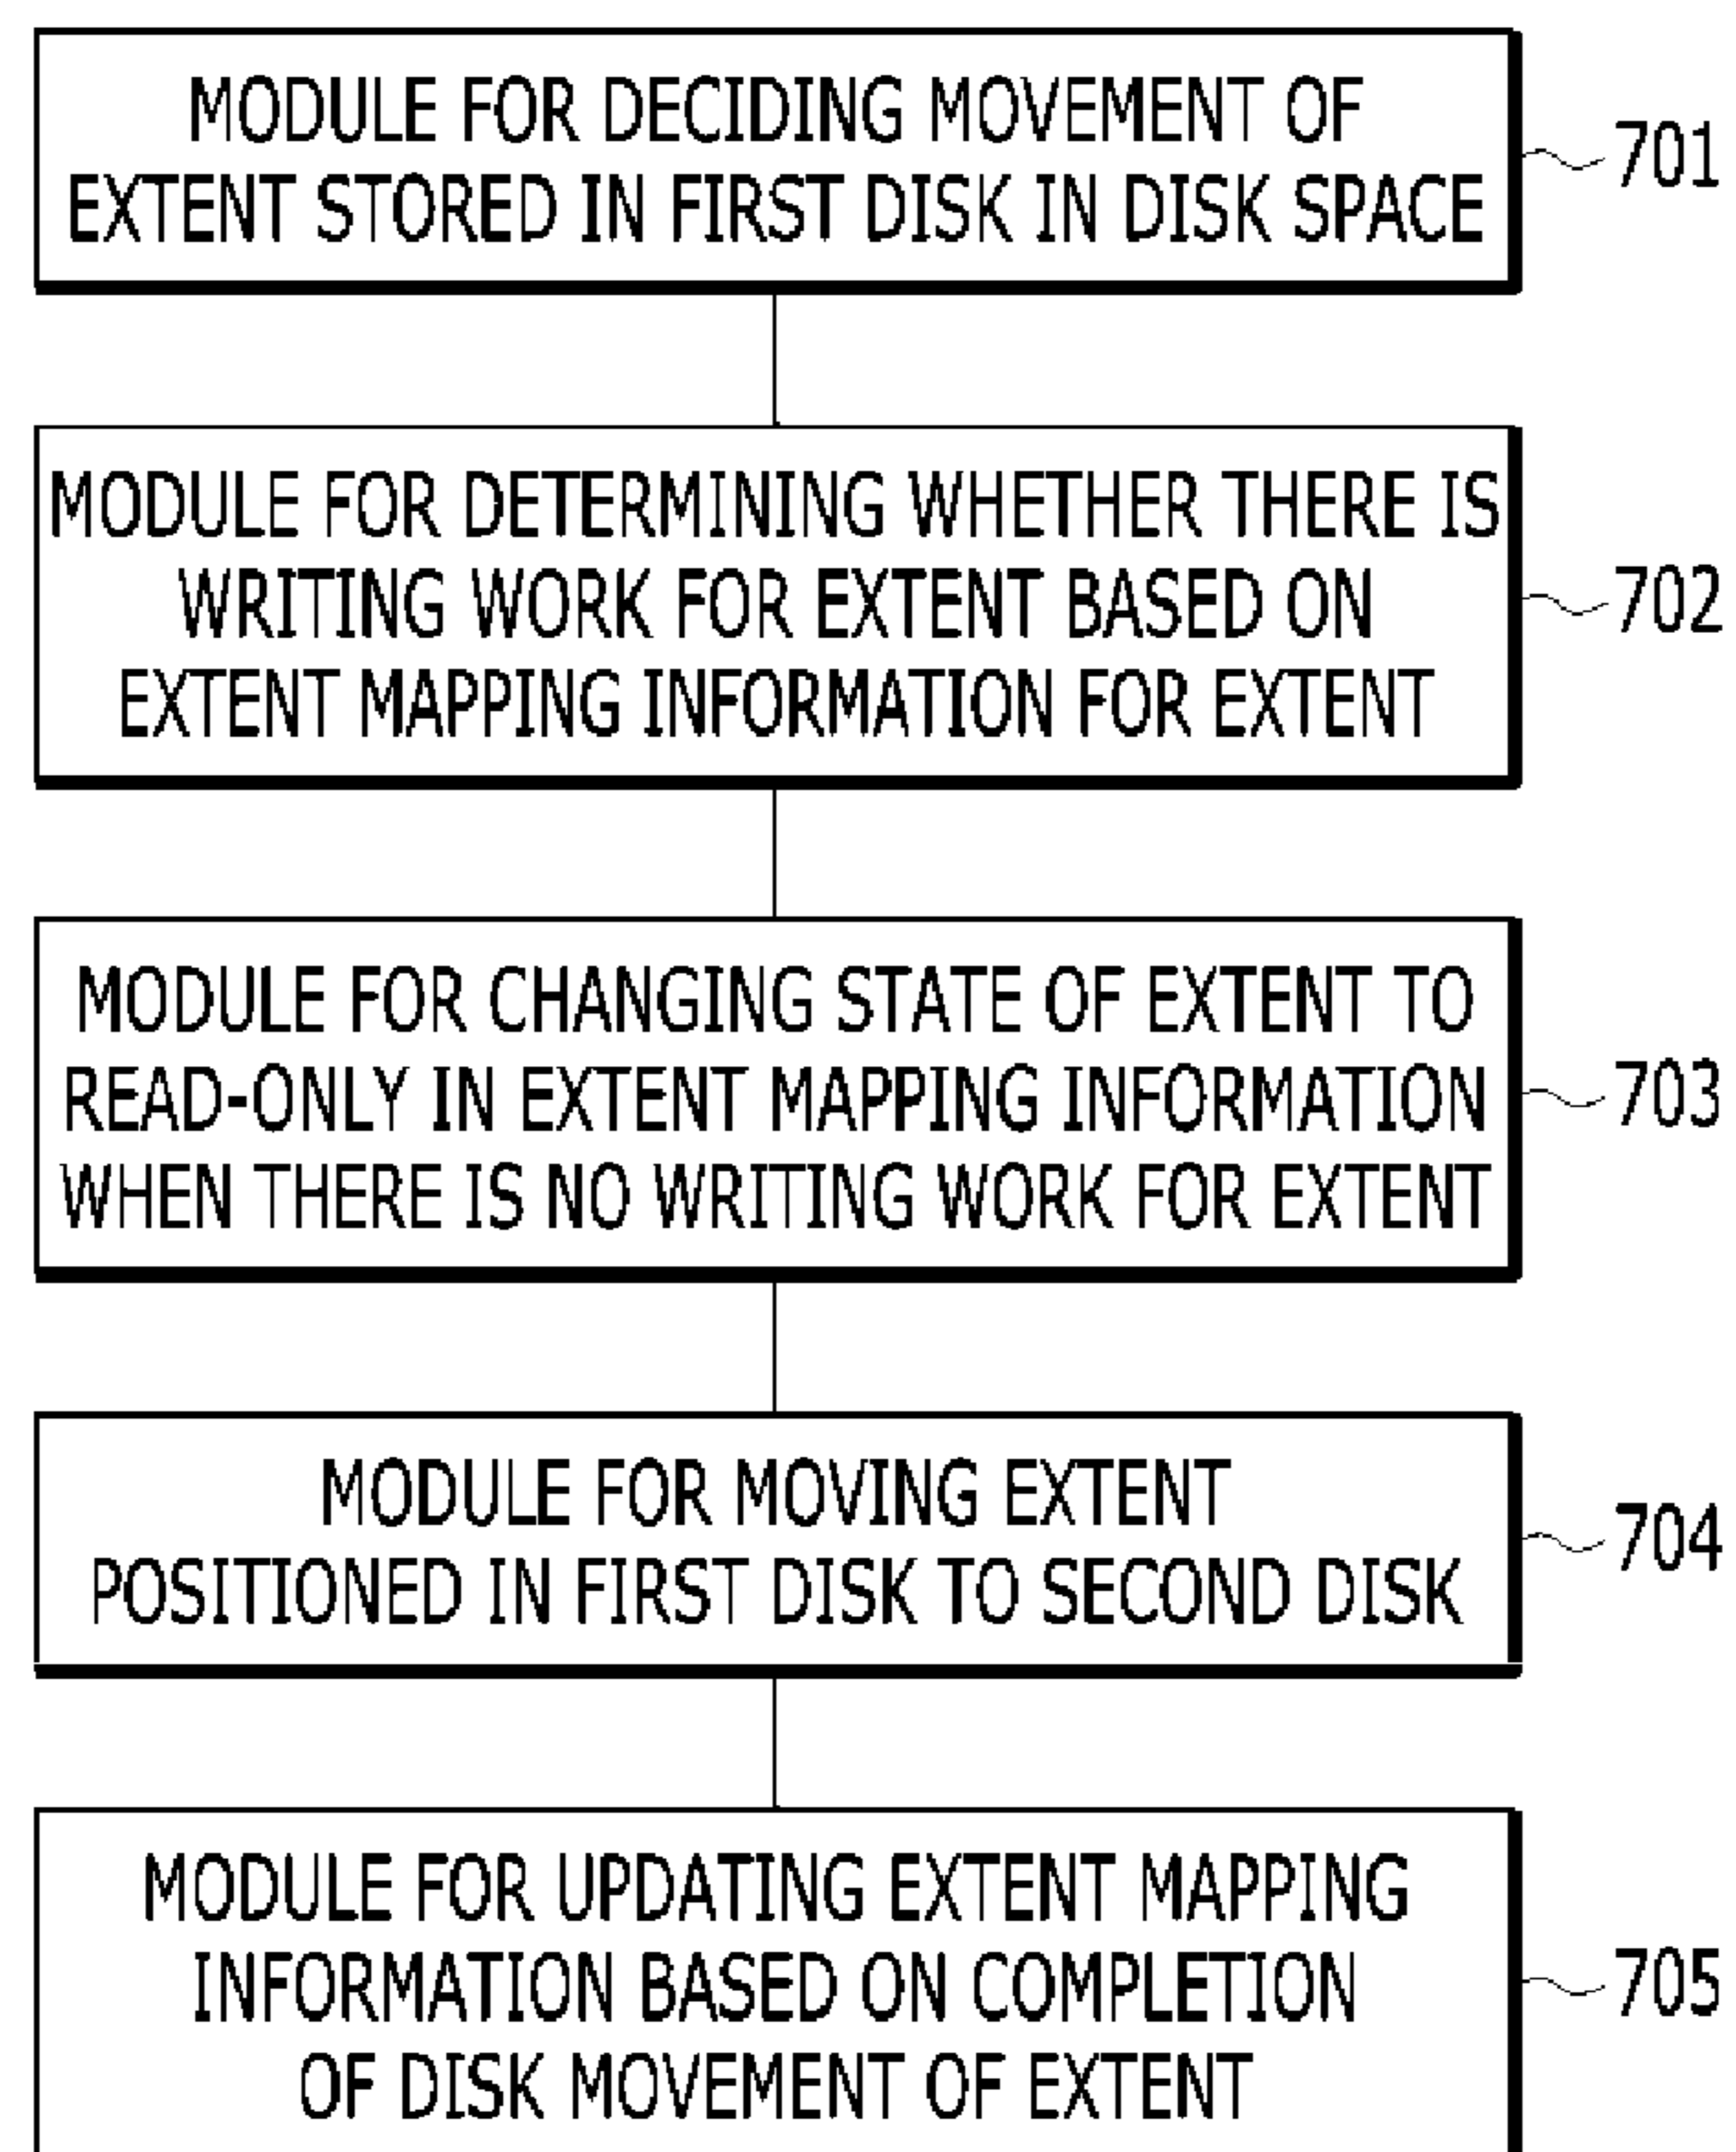 MODULE FOR DECIDING MOVEMENT OF
EXTENT STORED IN FIRST DISK IN DISK SPACE
701
MODULE FOR DETERMINING WHETHER THERE IS
WRITING WORK FOR EXTENT BASED ON
EXTENT MAPPING INFORMATION FOR EXTENT
702
MODULE FOR CHANGING STATE OF EXTENT TO
READ-ONLY IN EXTENT MAPPING INFORMATION
WHEN THERE IS NO WRITING WORK FOR EXTENT
703
MODULE FOR MOVING EXTENT
POSITIONED IN FIRST DISK TO SECOND DISK
704
MODULE FOR UPDATING EXTENT MAPPING
INFORMATION BASED ON COMPLETION
OF DISK MOVEMENT OF EXTENT
705